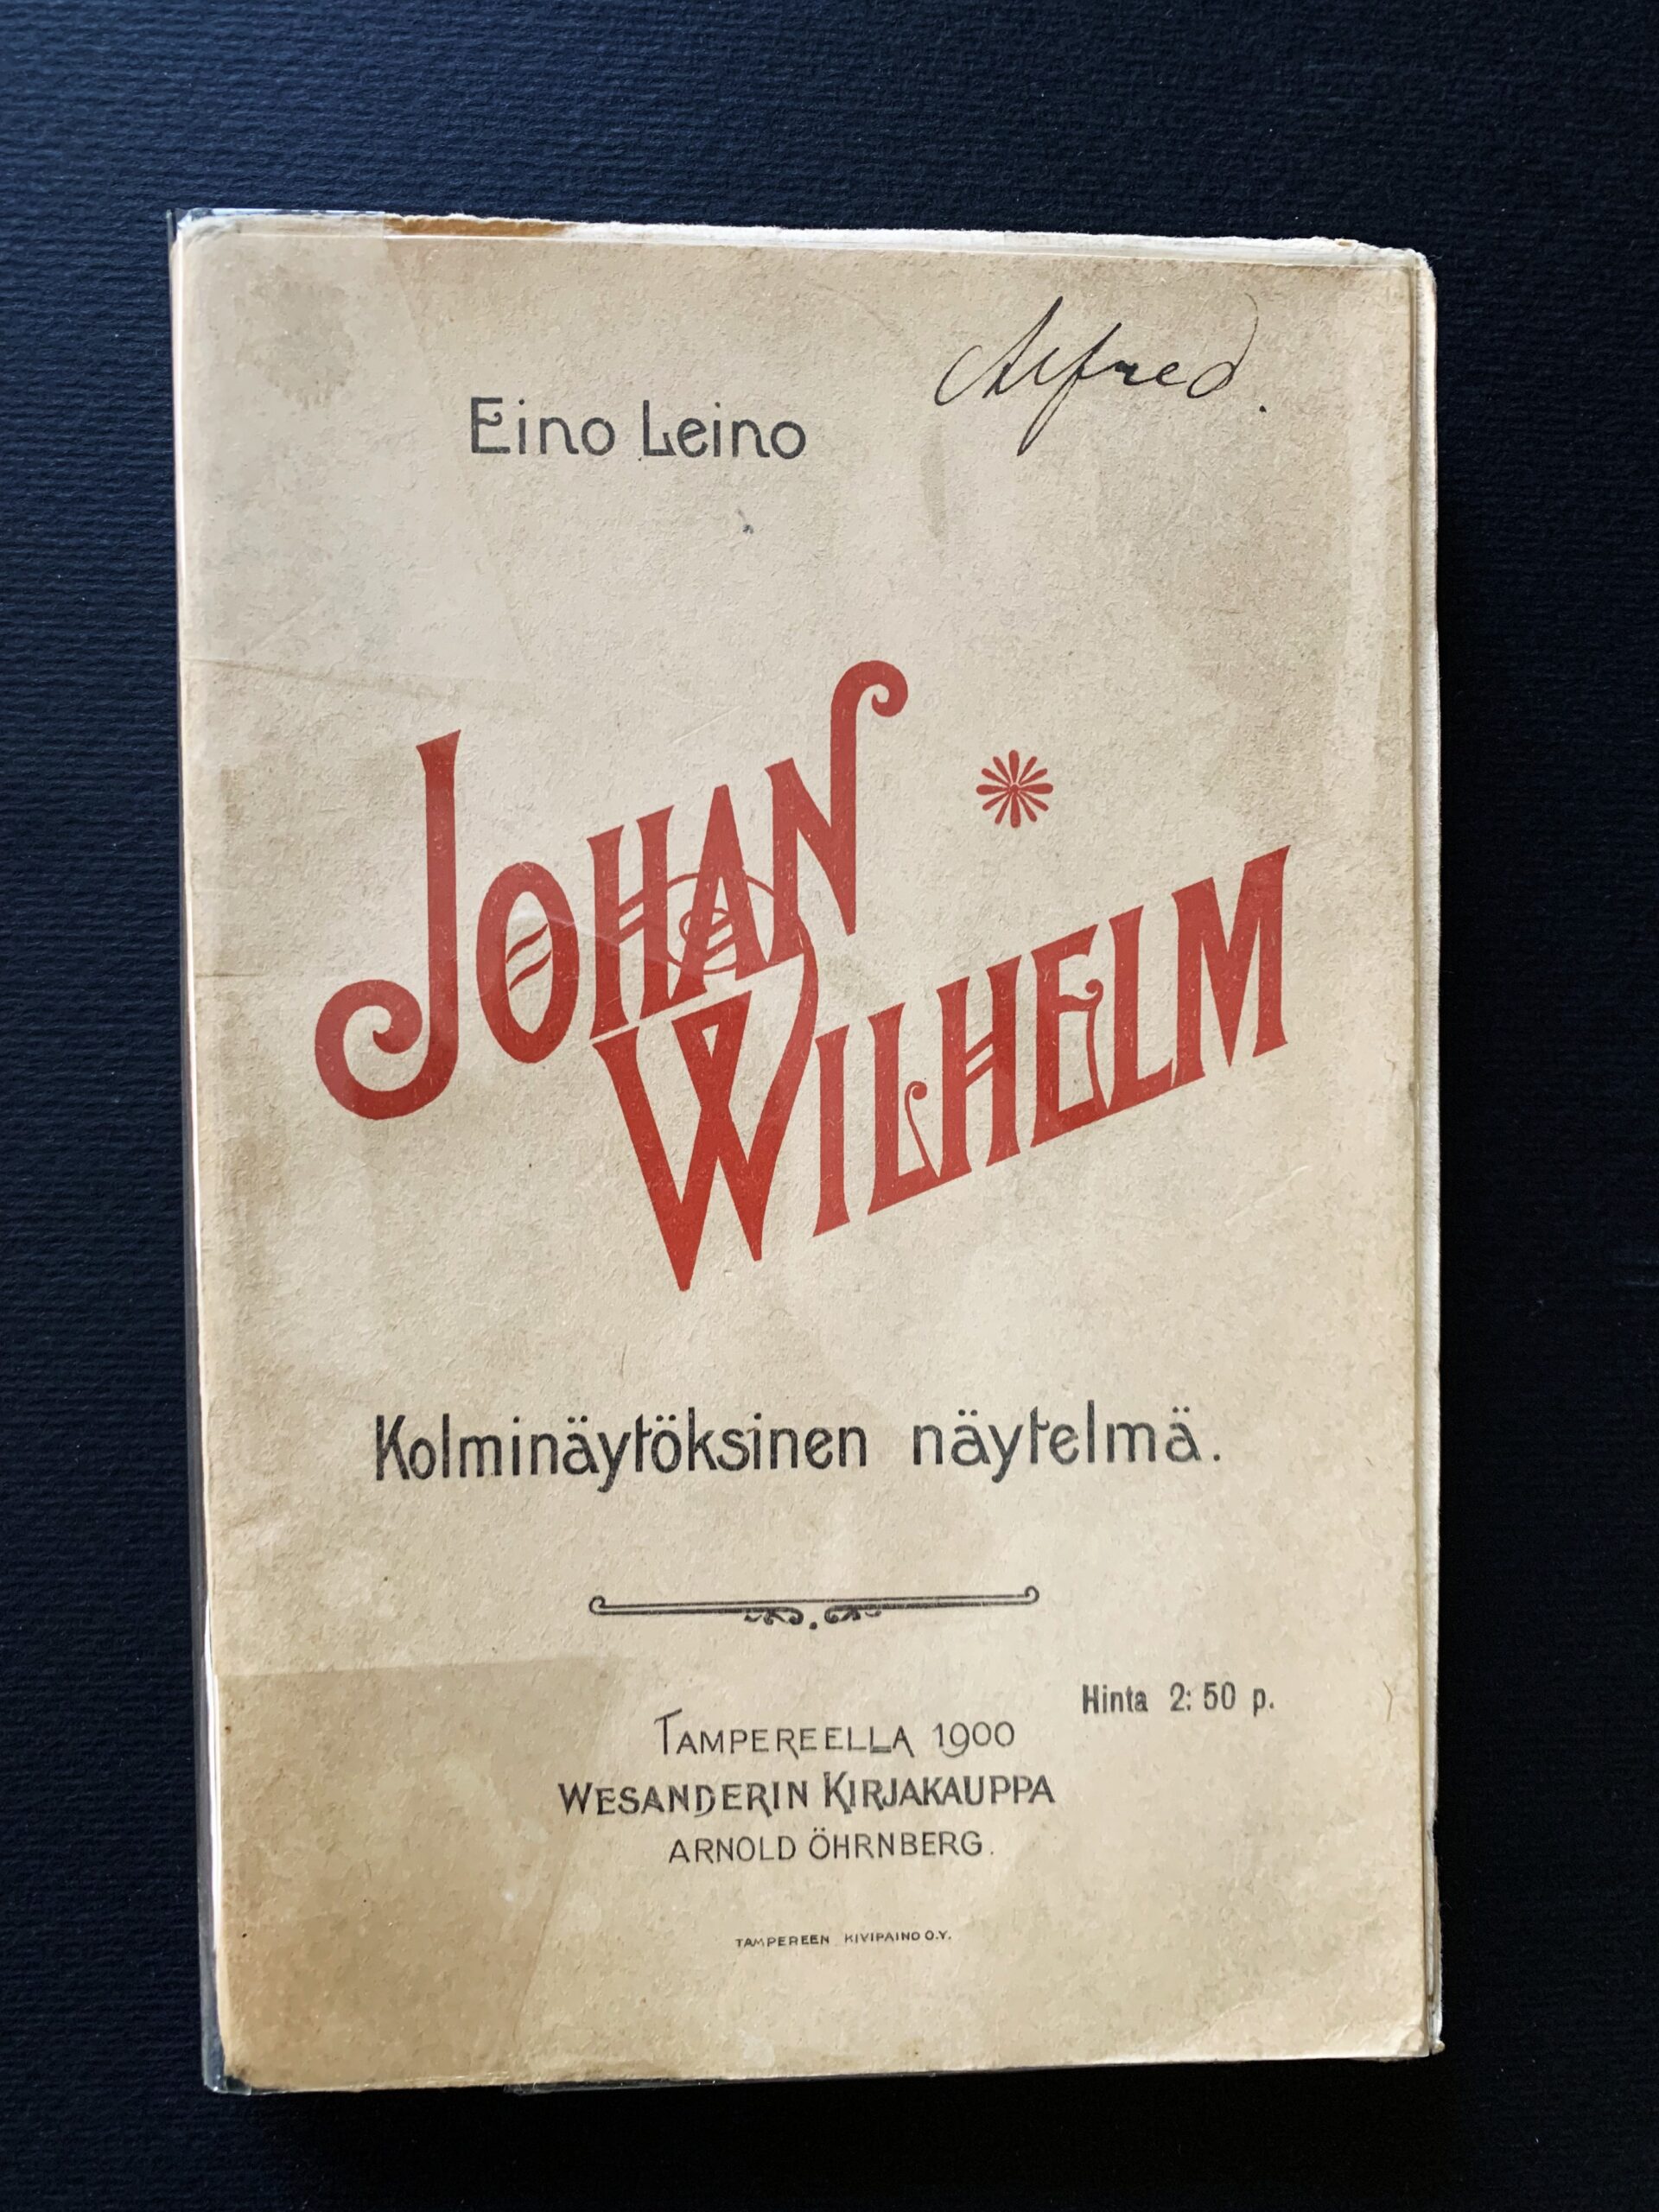 Alfred.
Eino Leino
JOHAN
WILHELM
Kolminäytöksinen näytelmä.
Hinta 2:50 p.
TAMPEREELLA 1900
WESANDERIN KIRJAKAUPPA
ARNOLD ÖHRNBERG.
TAMPEREEN KIVIPAINO O.Y.